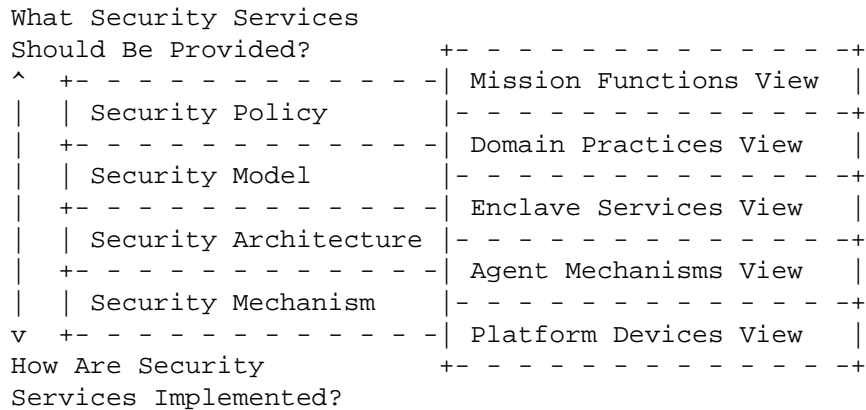 What Security Services
Should Be Provided?        +- - - - - - - - - - - - -+
^  +- - - - - - - - - - - -| Mission Functions View  |
|  | Security Policy       |- - - - - - - - - - - - -+
|  +- - - - - - - - - - - -| Domain Practices View   |
|  | Security Model        |- - - - - - - - - - - - -+
|  +- - - - - - - - - - - -| Enclave Services View   |
|  | Security Architecture |- - - - - - - - - - - - -+
|  +- - - - - - - - - - - -| Agent Mechanisms View   |
|  | Security Mechanism    |- - - - - - - - - - - - -+
v  +- - - - - - - - - - - -| Platform Devices View   |
How Are Security           +- - - - - - - - - - - - -+
Services Implemented?